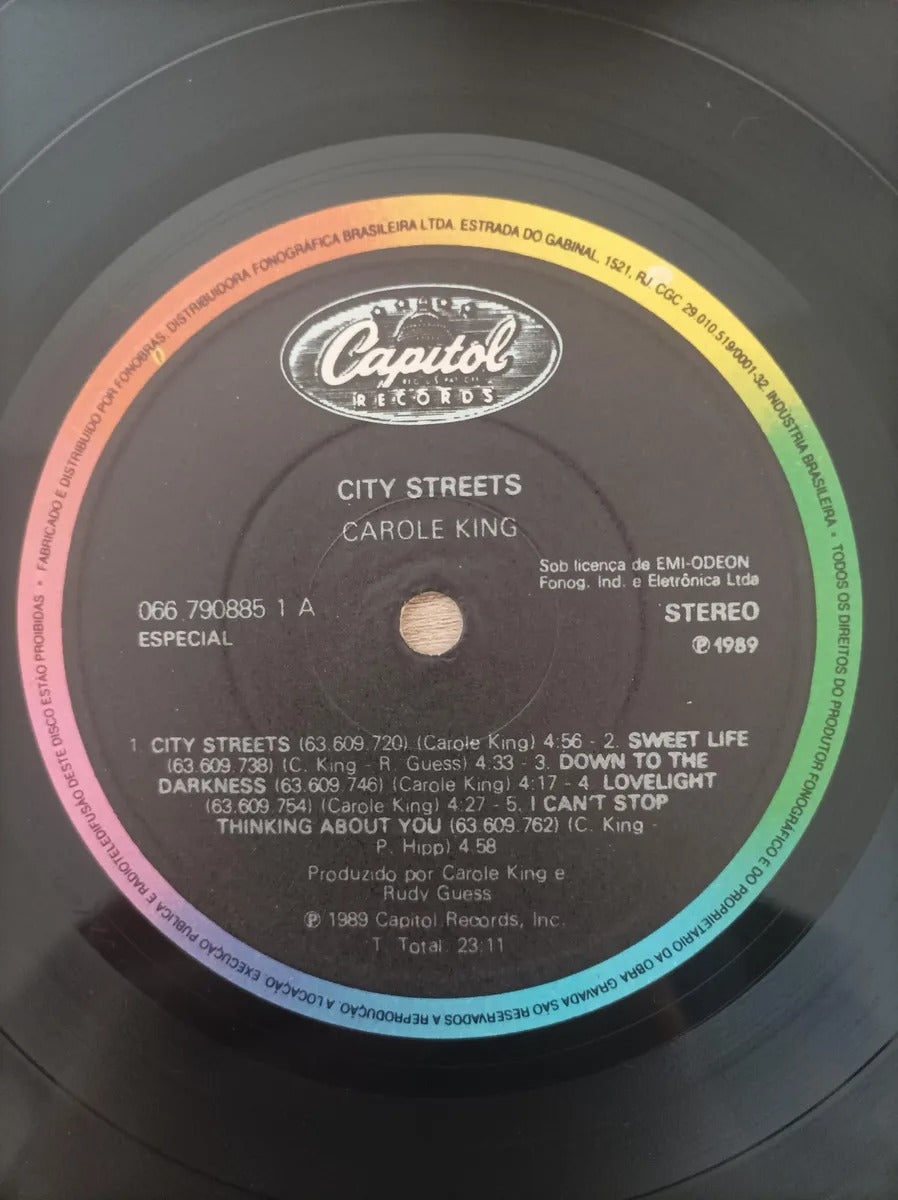 FABRICADO E DISTRIBUIDO POR FONOBRAS. DISTRIBUIDORA FONOGRÁFICA BRASILEIRA LTDA. ESTRADA DO GABINAL, 1521, RJ. CGC 29.010.519/0001-32. INDÚSTRIA BRASILEIRA • TODOS OS DIREITOS DO PRODUTOR FONOGRÁFICO E DO PROPRIETÁRIO DA OBRA GRAVADA SÃO RESERVADOS A REPRODUÇÃO. A LOCAÇÃO. EXECUÇÃO PÚBLICA E RADIOTELEDIFUSÃO DESTE DISCO ESTÃO PROIBIDAS •
Capitol
RECORDS
CITY STREETS
CAROLE KING
Sob licença de EMI-ODEON
Fonog. Ind. e Eletrônica Ltda
066 790885 1 A
STEREO
ESPECIAL
℗ 1989
1. CITY STREETS (63.609.720) (Carole King) 4:56 - 2. SWEET LIFE
(63.609.738) (C. King - R. Guess) 4:33 - 3. DOWN TO THE
DARKNESS (63.609.746) (Carole King) 4:17 - 4. LOVELIGHT
(63.609.754) (Carole King) 4:27 - 5. I CAN'T STOP
THINKING ABOUT YOU (63.609.762) (C. King -
P. Hipp) 4.58
Produzido por Carole King e
Rudy Guess
℗ 1989 Capitol Records, Inc.
T. Total 23:11